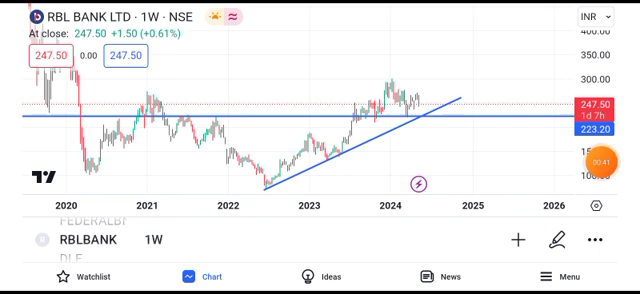 RBL BANK LTD · 1W · NSE
INR
At close: 247.50 +1.50 (+0.61%)
400.00
247.50 0.00 247.50
350.00
300.00
247.50
1d 7h
223.20
00:41
2020 2021 2022 2023 2024 2025 2026
FEDERALBN
R RBLBANK 1W
DLF
Watchlist Chart Ideas News Menu